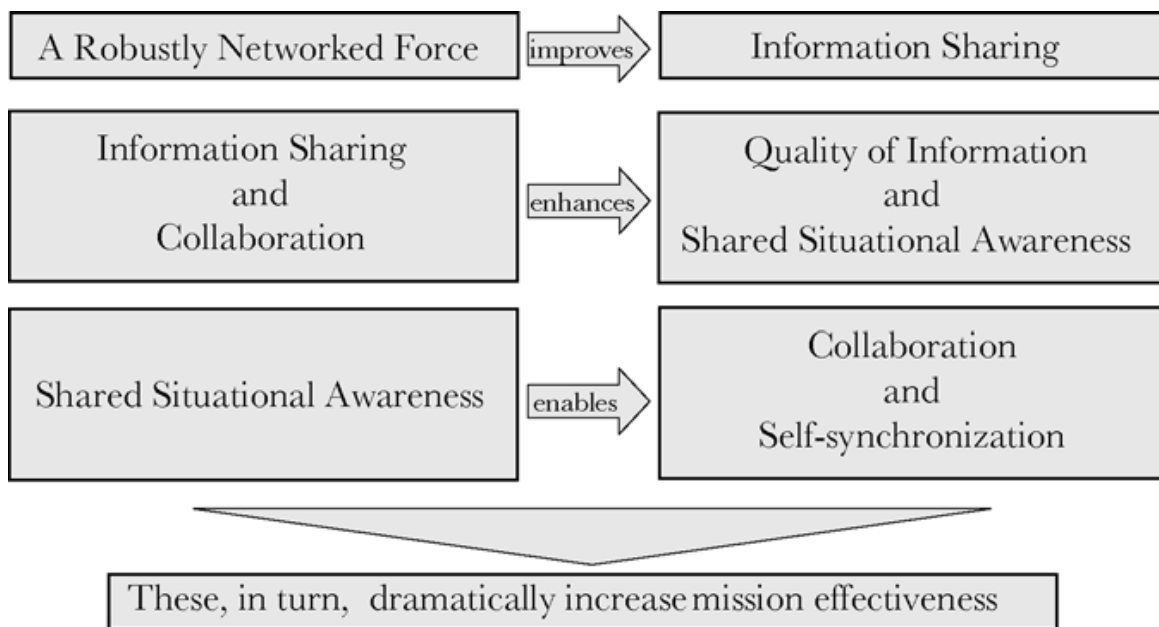 A Robustly Networked Force
improves
Information Sharing
Information Sharing
and
Collaboration
enhances
Quality of Information
and
Shared Situational Awareness
Shared Situational Awareness
enables
Collaboration
and
Self-synchronization
These, in turn, dramatically increase mission effectiveness